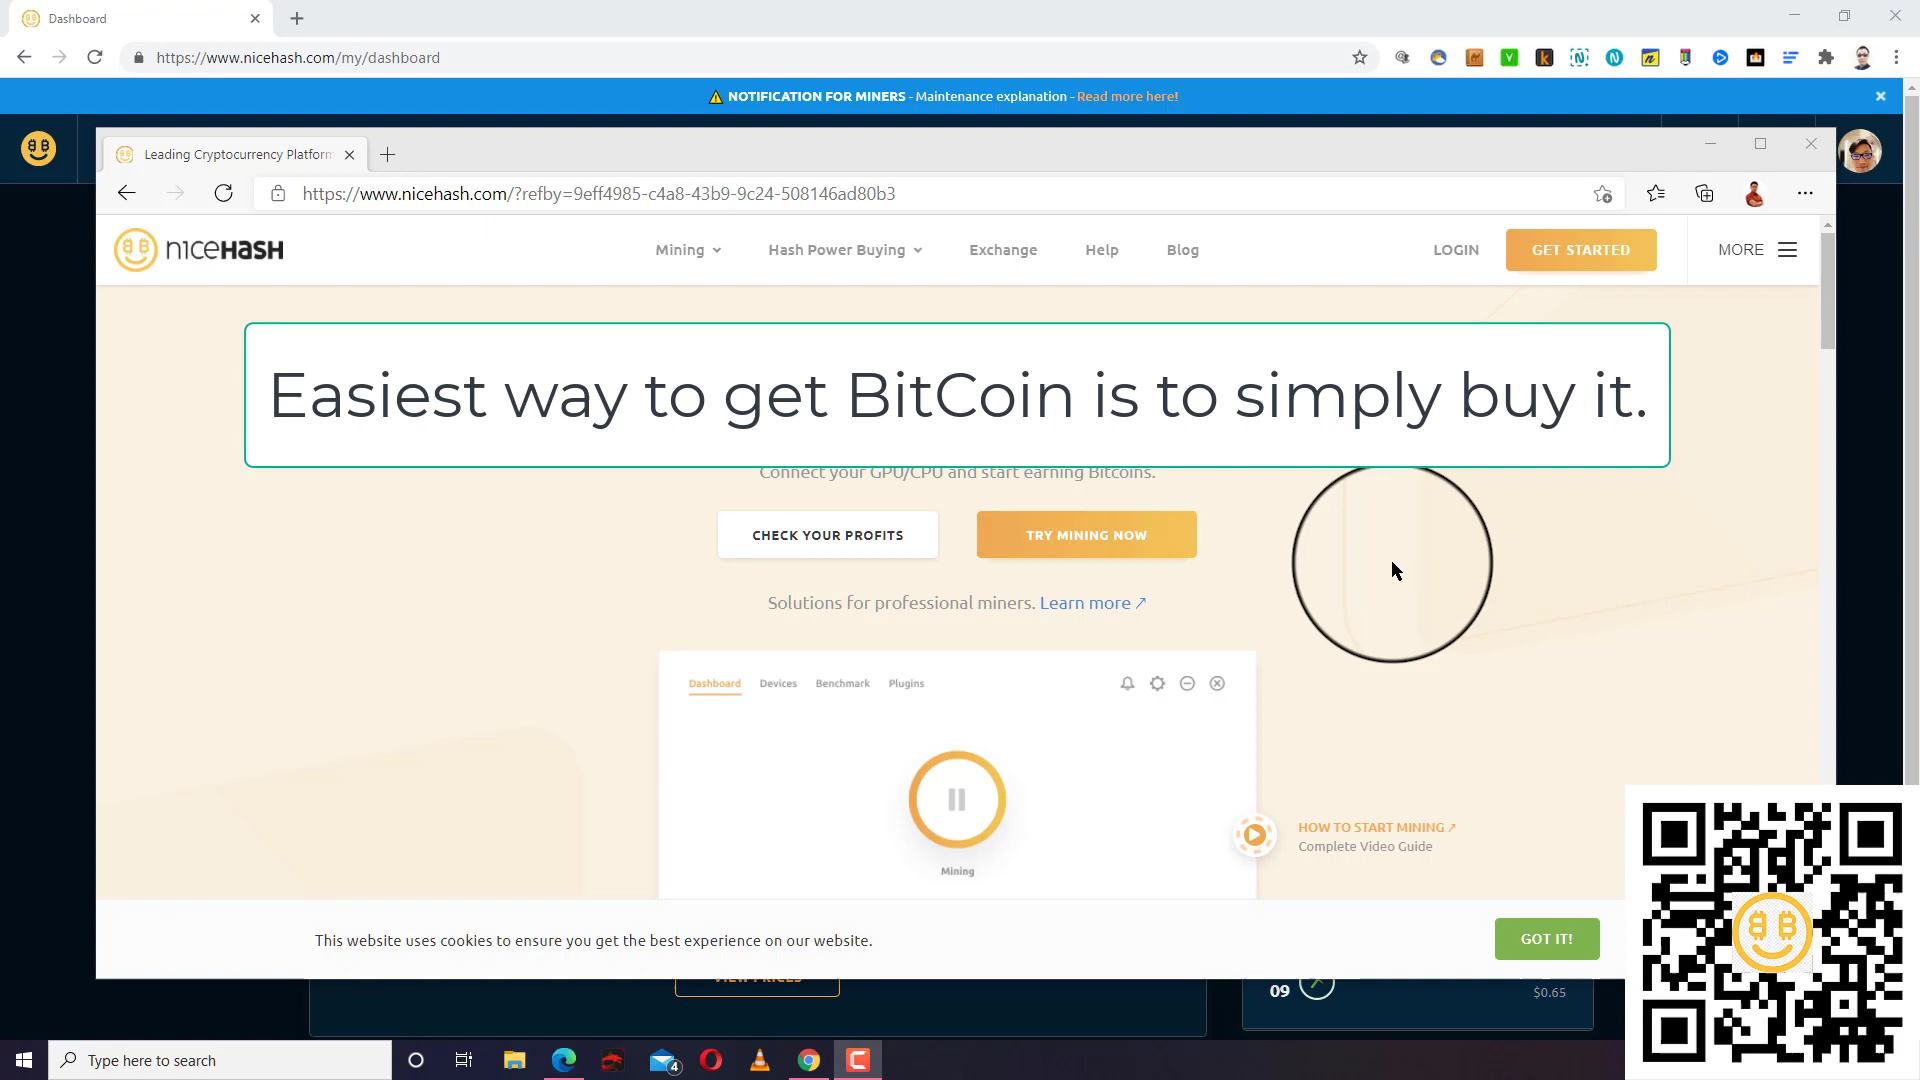 Dashboard
https://www.nicehash.com/my/dashboard
NOTIFICATION FOR MINERS - Maintenance explanation - Read more here!
Leading Cryptocurrency Platform
https://www.nicehash.com/?refby=9eff4985-c4a8-43b9-9c24-508146ad80b3
NICEHASH
Mining
Hash Power Buying
Exchange
Help
Blog
LOGIN
GET STARTED
MORE
Easiest way to get BitCoin is to simply buy it.
Connect your GPU/CPU and start earning Bitcoins.
CHECK YOUR PROFITS
TRY MINING NOW
Solutions for professional miners. Learn more ↗
Dashboard
Devices
Benchmark
Plugins
Mining
HOW TO START MINING ↗
Complete Video Guide
This website uses cookies to ensure you get the best experience on our website.
GOT IT!
VIEW PRICES
09
$0.65
Type here to search
4